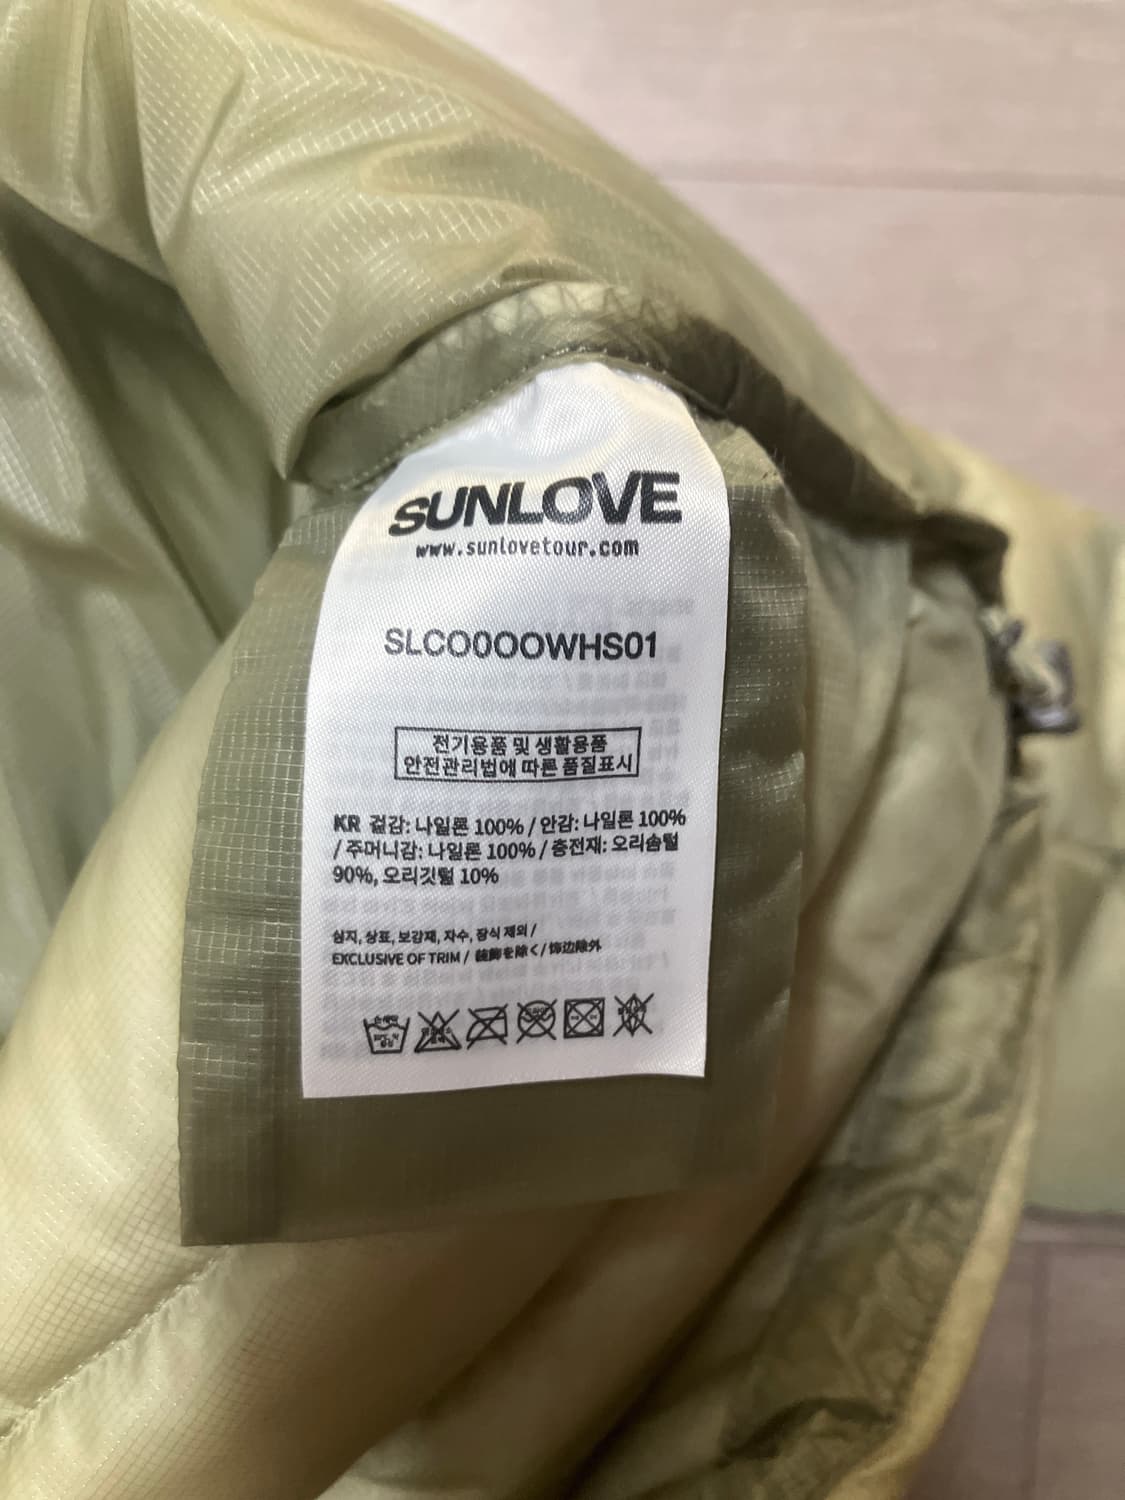 SUNLOVE
www.sunlovetour.com
SLCO0OOOWHS01
전기용품 및 생활용품
안전관리법에 따른 품질표시
KR 겉감: 나일론 100% / 안감: 나일론 100%
/ 주머니감: 나일론 100% / 충전재: 오리솜털
90%, 오리깃털 10%
심지, 상표, 보강재, 자수, 장식 제외 /
EXCLUSIVE OF TRIM / 装飾を除く / 饰边除外
손세탁